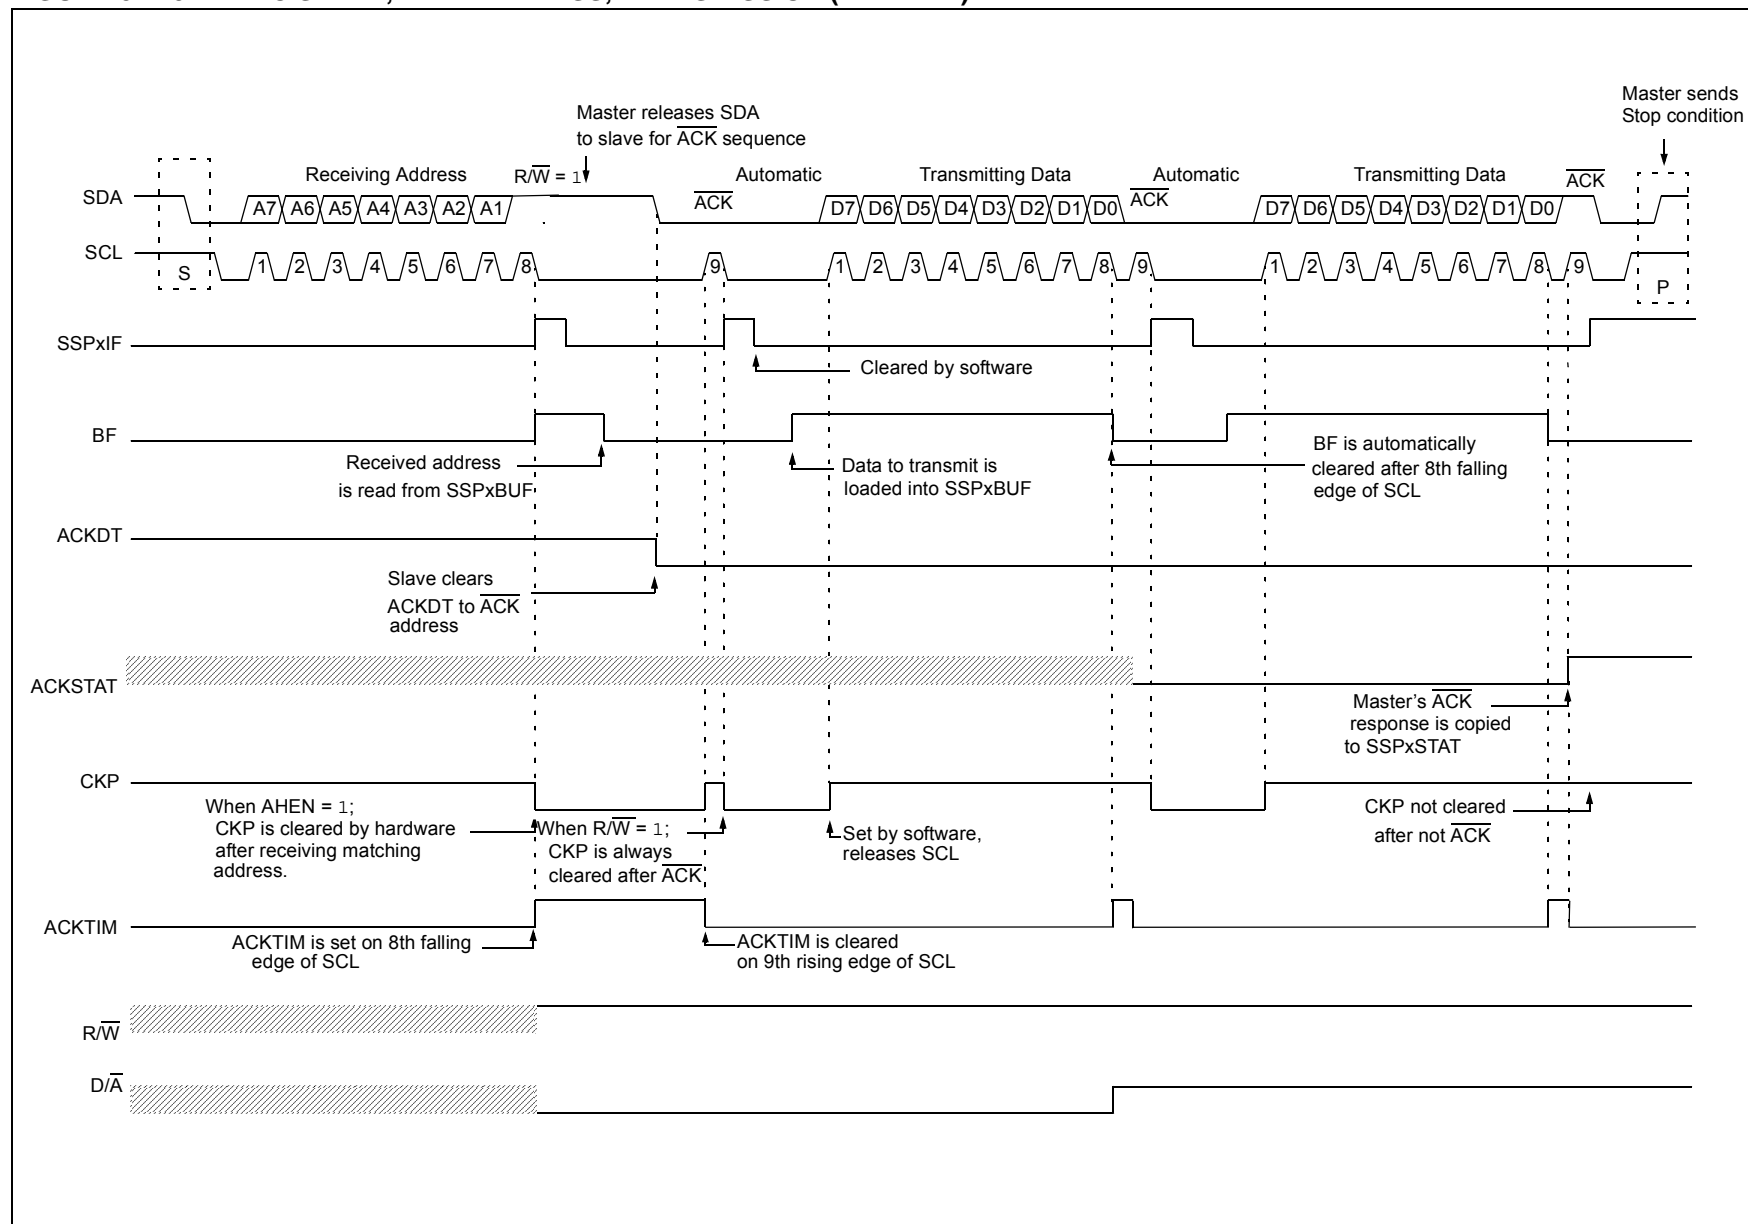 Master releases SDA
to slave for ACK sequence
Master sends
Stop condition
Receiving Address
R/W = 1
Automatic
Transmitting Data
Automatic
Transmitting Data
ACK
SDA
A7 A6 A5 A4 A3 A2 A1
ACK
D7 D6 D5 D4 D3 D2 D1 D0
ACK
D7 D6 D5 D4 D3 D2 D1 D0
SCL
S
1 2 3 4 5 6 7 8
9
1 2 3 4 5 6 7 8 9
1 2 3 4 5 6 7 8 9
P
SSPxIF
Cleared by software
BF
Received address
is read from SSPxBUF
Data to transmit is
loaded into SSPxBUF
BF is automatically
cleared after 8th falling
edge of SCL
ACKDT
Slave clears
ACKDT to ACK
address
ACKSTAT
Master’s ACK
response is copied
to SSPxSTAT
CKP
When AHEN = 1;
CKP is cleared by hardware
after receiving matching
address.
When R/W = 1;
CKP is always
cleared after ACK
Set by software,
releases SCL
CKP not cleared
after not ACK
ACKTIM
ACKTIM is set on 8th falling
edge of SCL
ACKTIM is cleared
on 9th rising edge of SCL
R/W
D/A